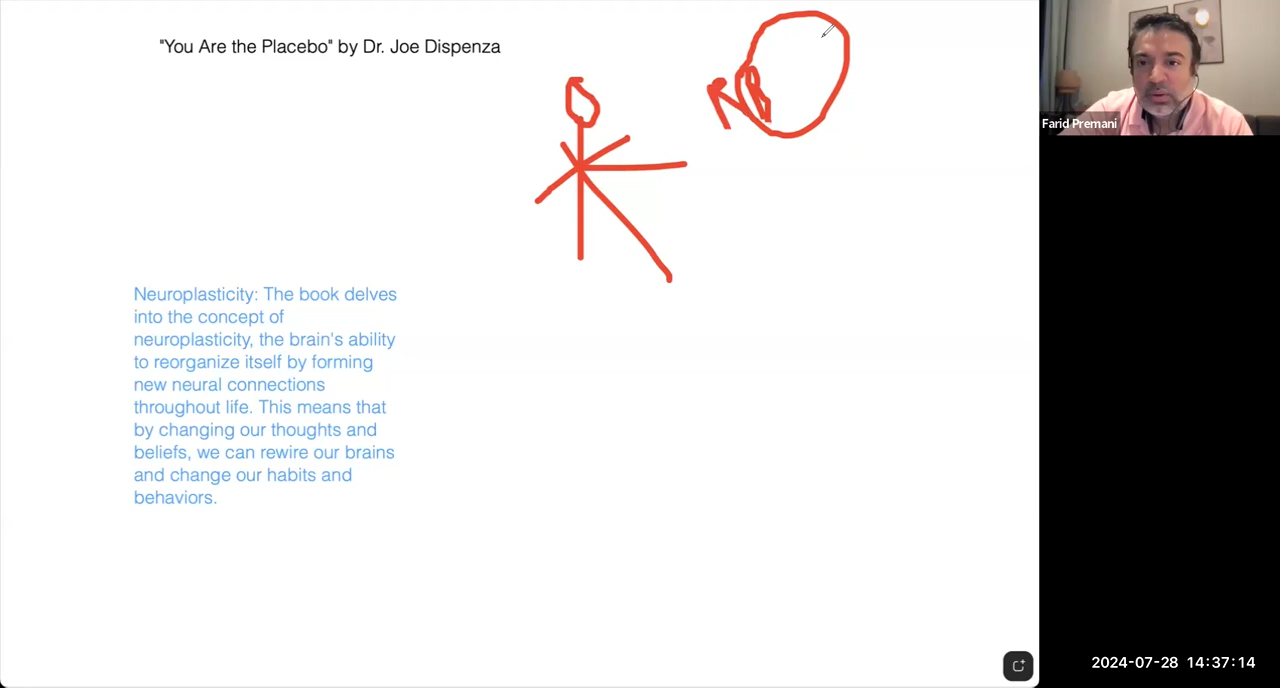 "You Are the Placebo" by Dr. Joe Dispenza
Farid Premani
Neuroplasticity: The book delves
into the concept of
neuroplasticity, the brain's ability
to reorganize itself by forming
new neural connections
throughout life. This means that
by changing our thoughts and
beliefs, we can rewire our brains
and change our habits and
behaviors.
2024-07-28 14:37:14